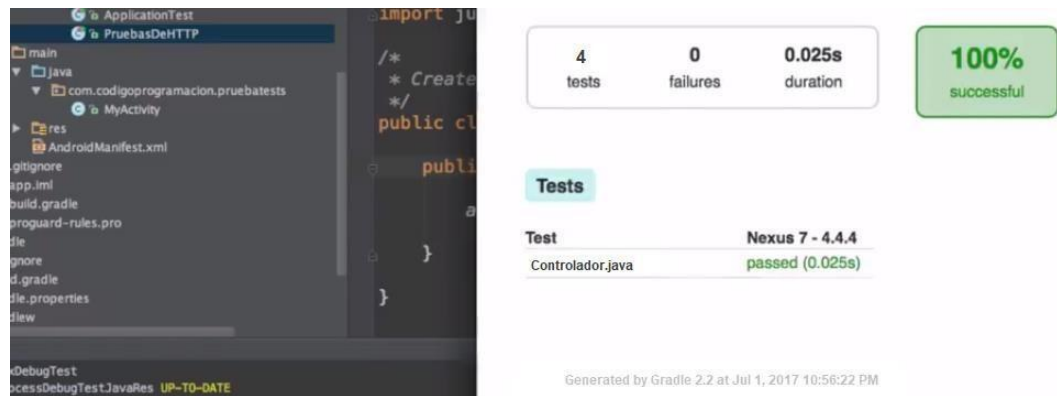 ApplicationTest
PruebasDeHTTP
main
java
com.codigoprogramacion.pruebatests
MyActivity
res
AndroidManifest.xml
.gitignore
app.iml
build.gradle
proguard-rules.pro
dle
gnore
d.gradle
dle.properties
dlew
import ju
/*
* Create
*/
public cl
publi
a
}
}
xDebugTest
ocessDebugTestJavaRes UP-TO-DATE
4 0 0.025s
tests failures duration
100%
successful
Tests
Test Nexus 7 - 4.4.4
Controlador.java passed (0.025s)
Generated by Gradle 2.2 at Jul 1, 2017 10:56:22 PM